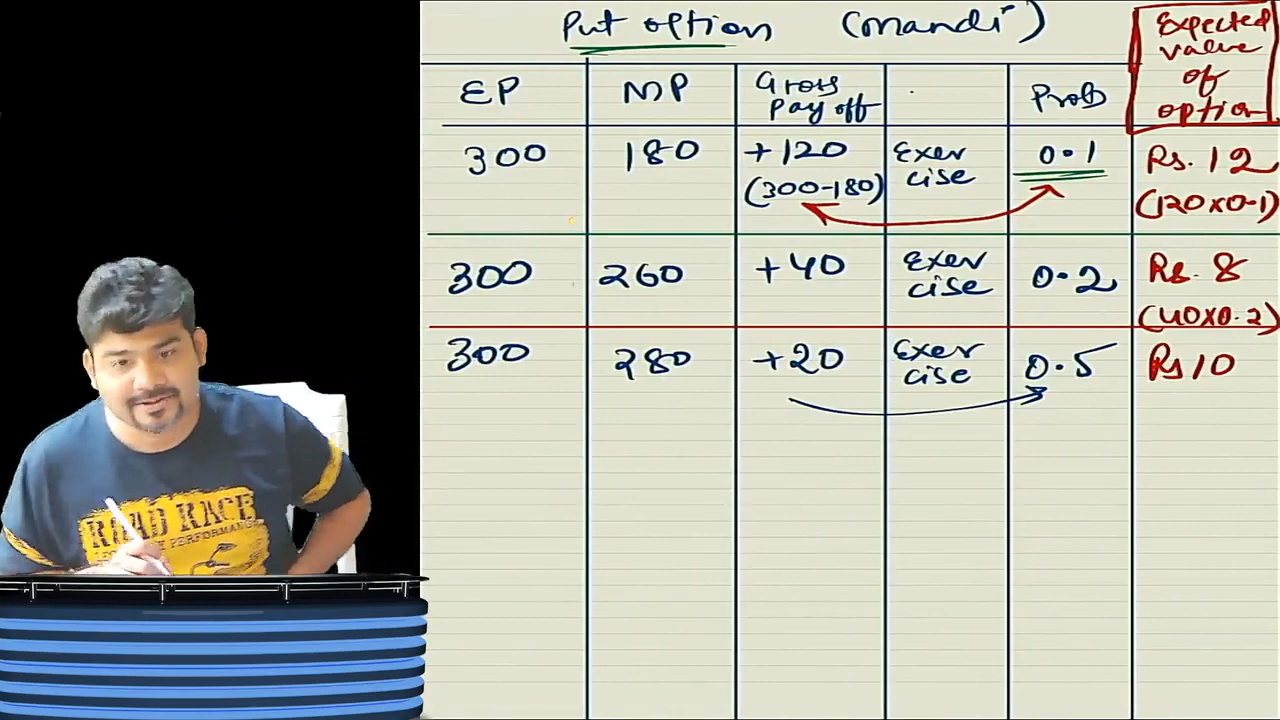 Put option (mandi)
Expected value of option
EP MP Gross Pay off Prob
300 180 +120 Exer cise 0.1 Rs. 12
(300-180) (120x0.1)
300 260 +40 Exer cise 0.2 Rs. 8
(40x0.2)
300 280 +20 Exer cise 0.5 Rs 10
ROAD RACE
PERFORMAN